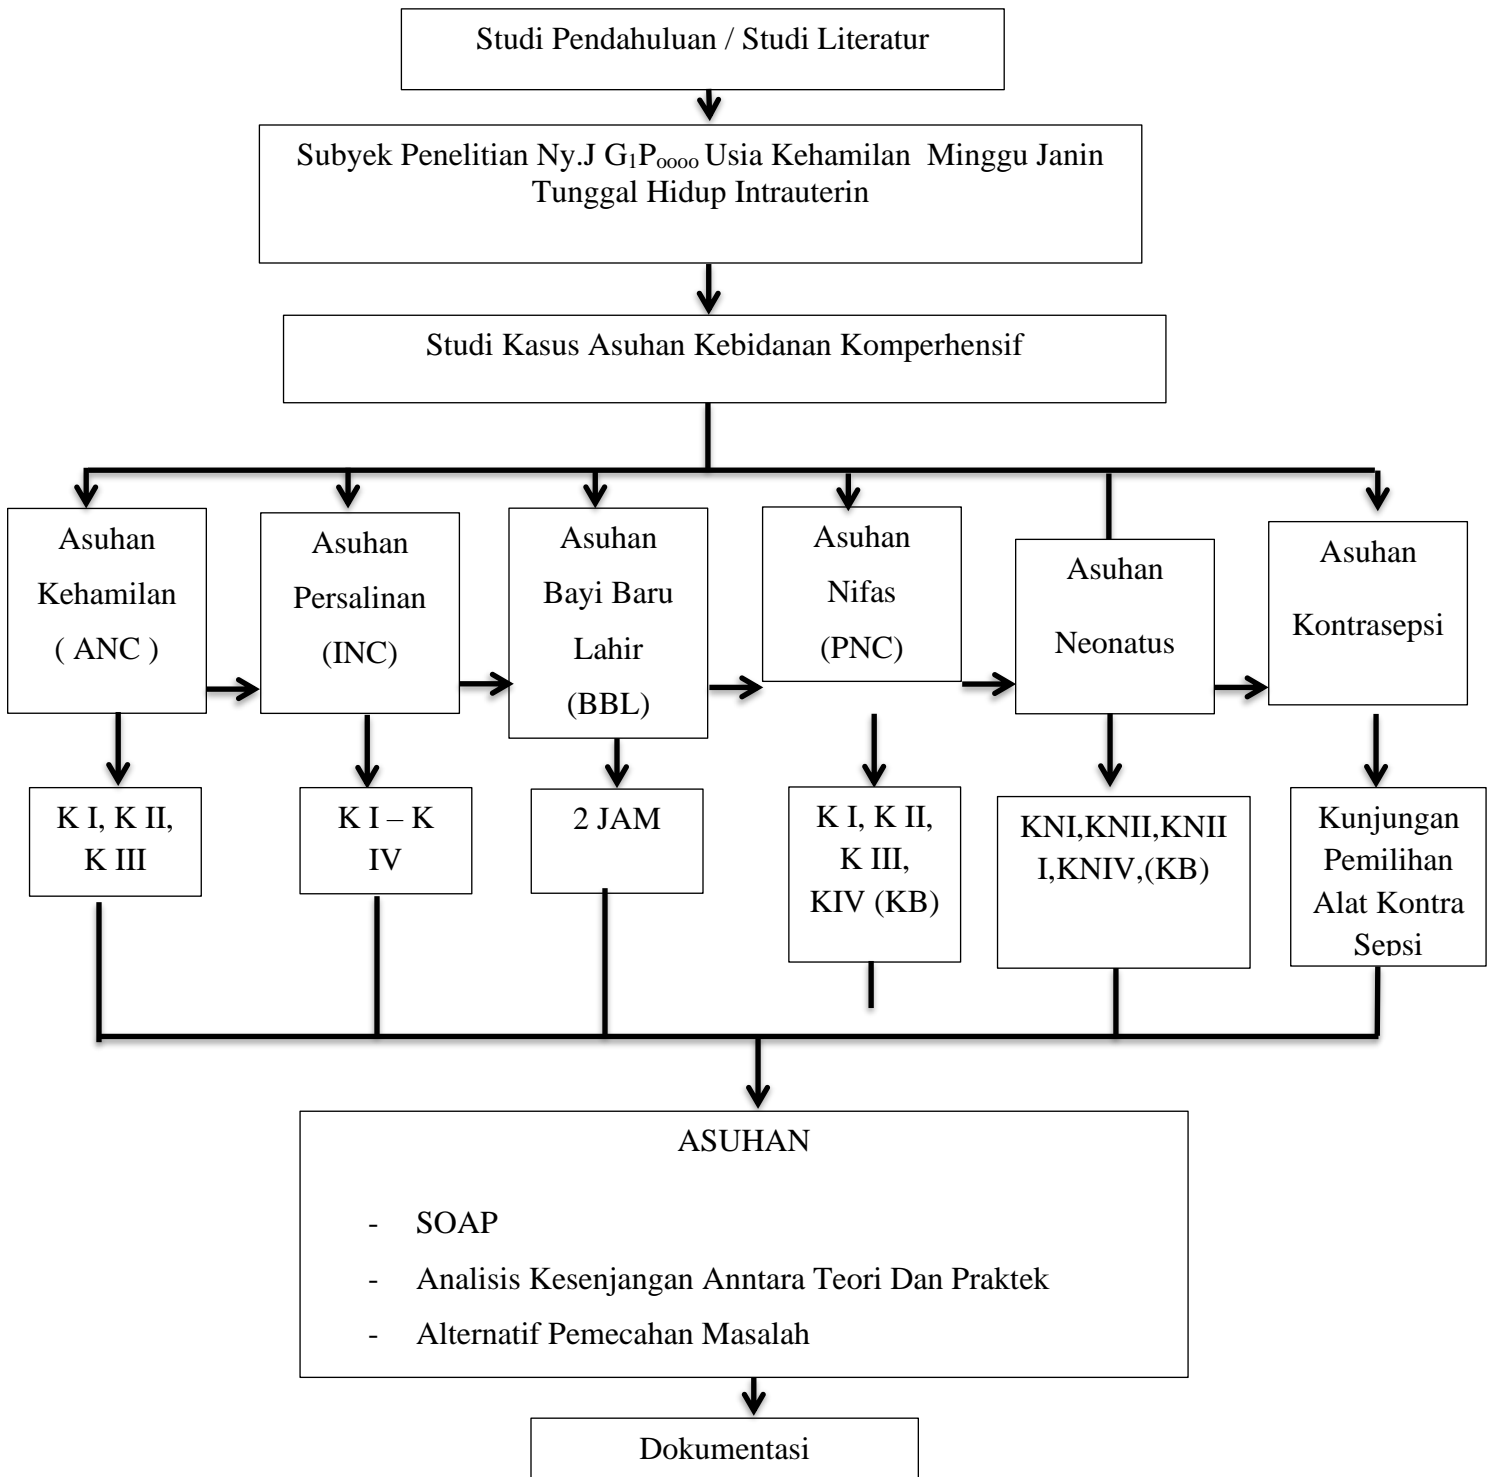 Studi Pendahuluan / Studi Literatur
Subyek Penelitian Ny.J G₁Pₒₒₒₒ Usia Kehamilan Minggu Janin
Tunggal Hidup Intrauterin
Studi Kasus Asuhan Kebidanan Komperhensif
Asuhan
Kehamilan
( ANC )
Asuhan
Persalinan
(INC)
Asuhan
Bayi Baru
Lahir
(BBL)
Asuhan
Nifas
(PNC)
Asuhan
Neonatus
Asuhan
Kontrasepsi
K I, K II,
K III
K I – K
IV
2 JAM
K I, K II,
K III,
KIV (KB)
KNI,KNII,KNII
I,KNIV,(KB)
Kunjungan
Pemilihan
Alat Kontra
Sepsi
ASUHAN
- SOAP
- Analisis Kesenjangan Anntara Teori Dan Praktek
- Alternatif Pemecahan Masalah
Dokumentasi